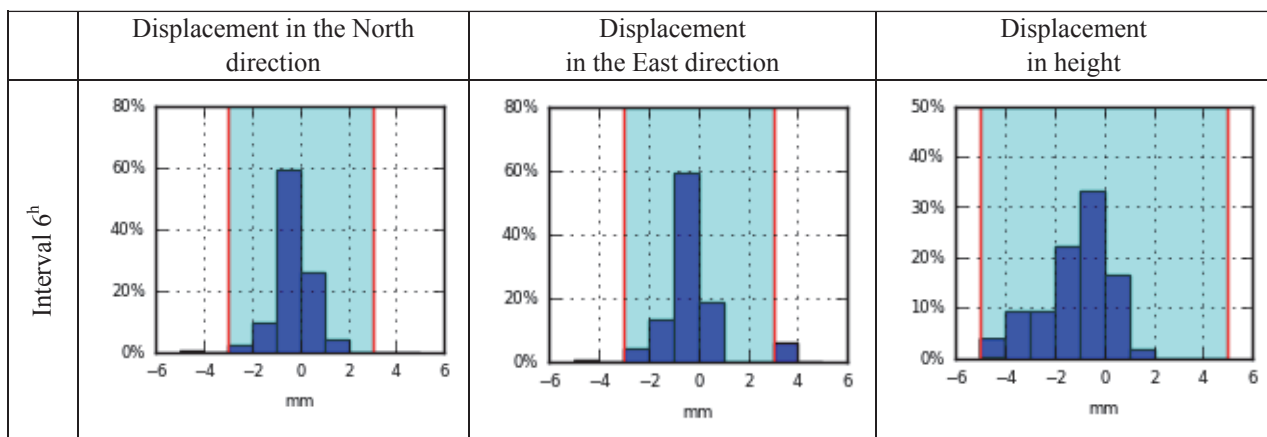 Displacement in the North
direction
Displacement
in the East direction
Displacement
in height
Interval 6h
80%
60%
40%
20%
0%
−6 −4 −2 0 2 4 6
mm
80%
60%
40%
20%
0%
−6 −4 −2 0 2 4 6
mm
50%
40%
30%
20%
10%
0%
−6 −4 −2 0 2 4 6
mm